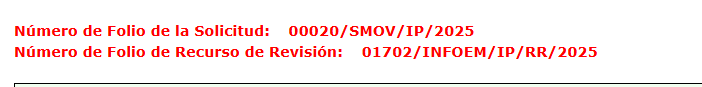 Número de Folio de la Solicitud: 00020/SMOV/IP/2025
Número de Folio de Recurso de Revisión: 01702/INFOEM/IP/RR/2025